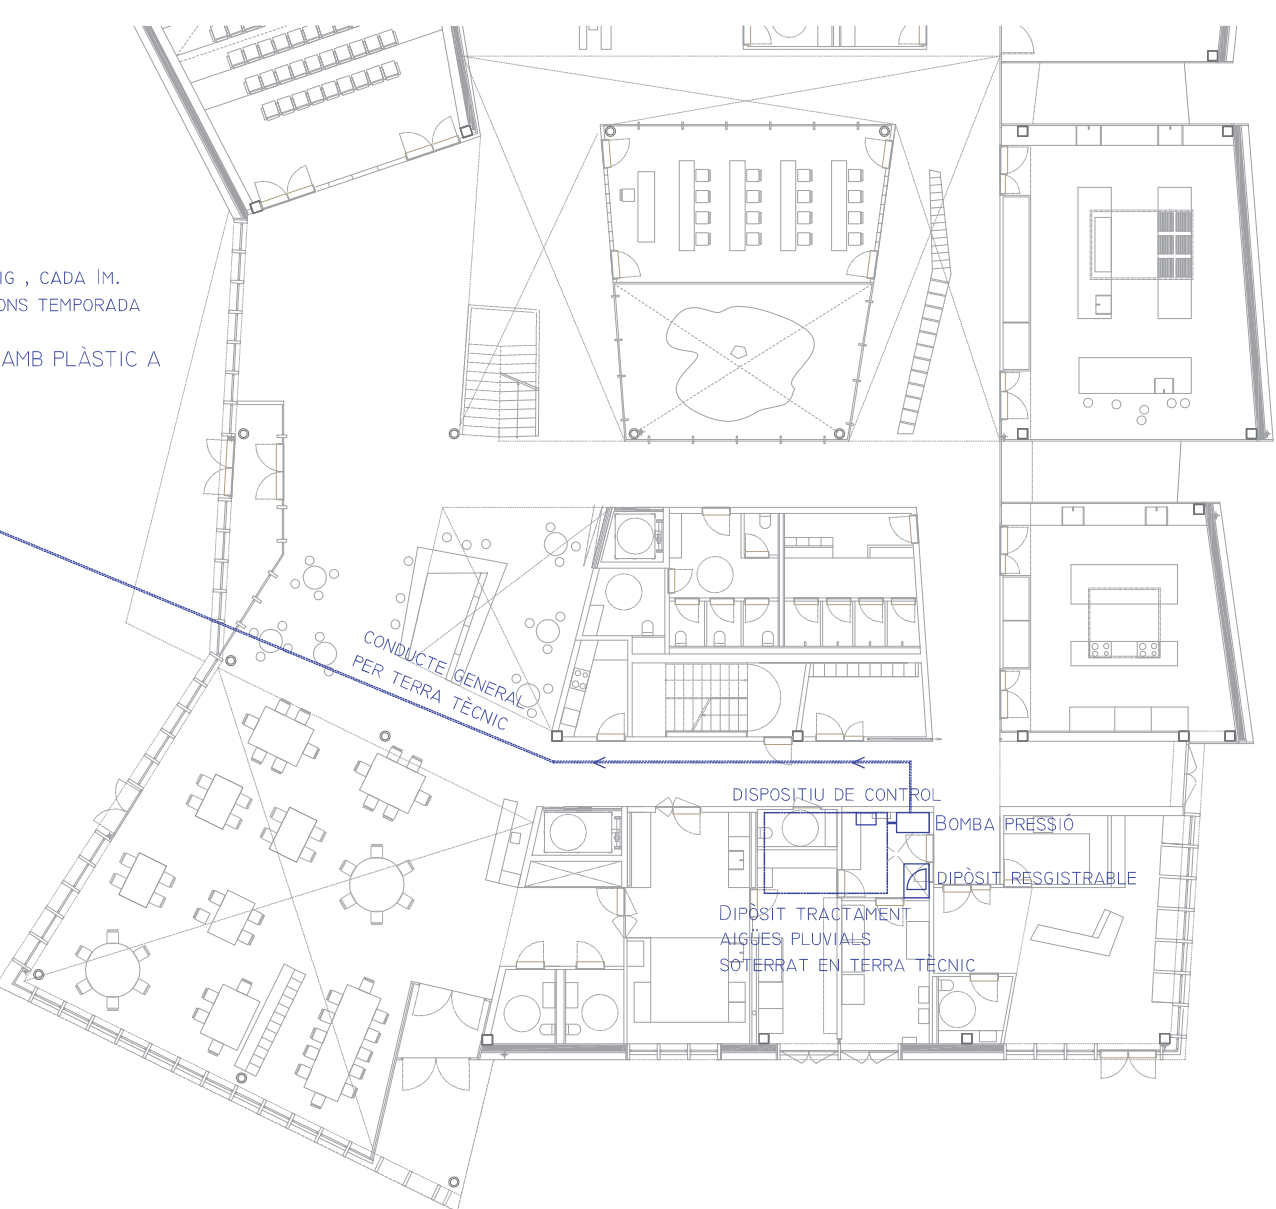 IG , CADA 1M.
ONS TEMPORADA
AMB PLÀSTIC A
CONDUCTE GENERAL
PER TERRA TÈCNIC
DISPOSITIU DE CONTROL
BOMBA PRESSIÓ
DIPÒSIT RESGISTRABLE
DIPÒSIT TRACTAMENT
AIGÜES PLUVIALS
SOTERRAT EN TERRA TÈCNIC